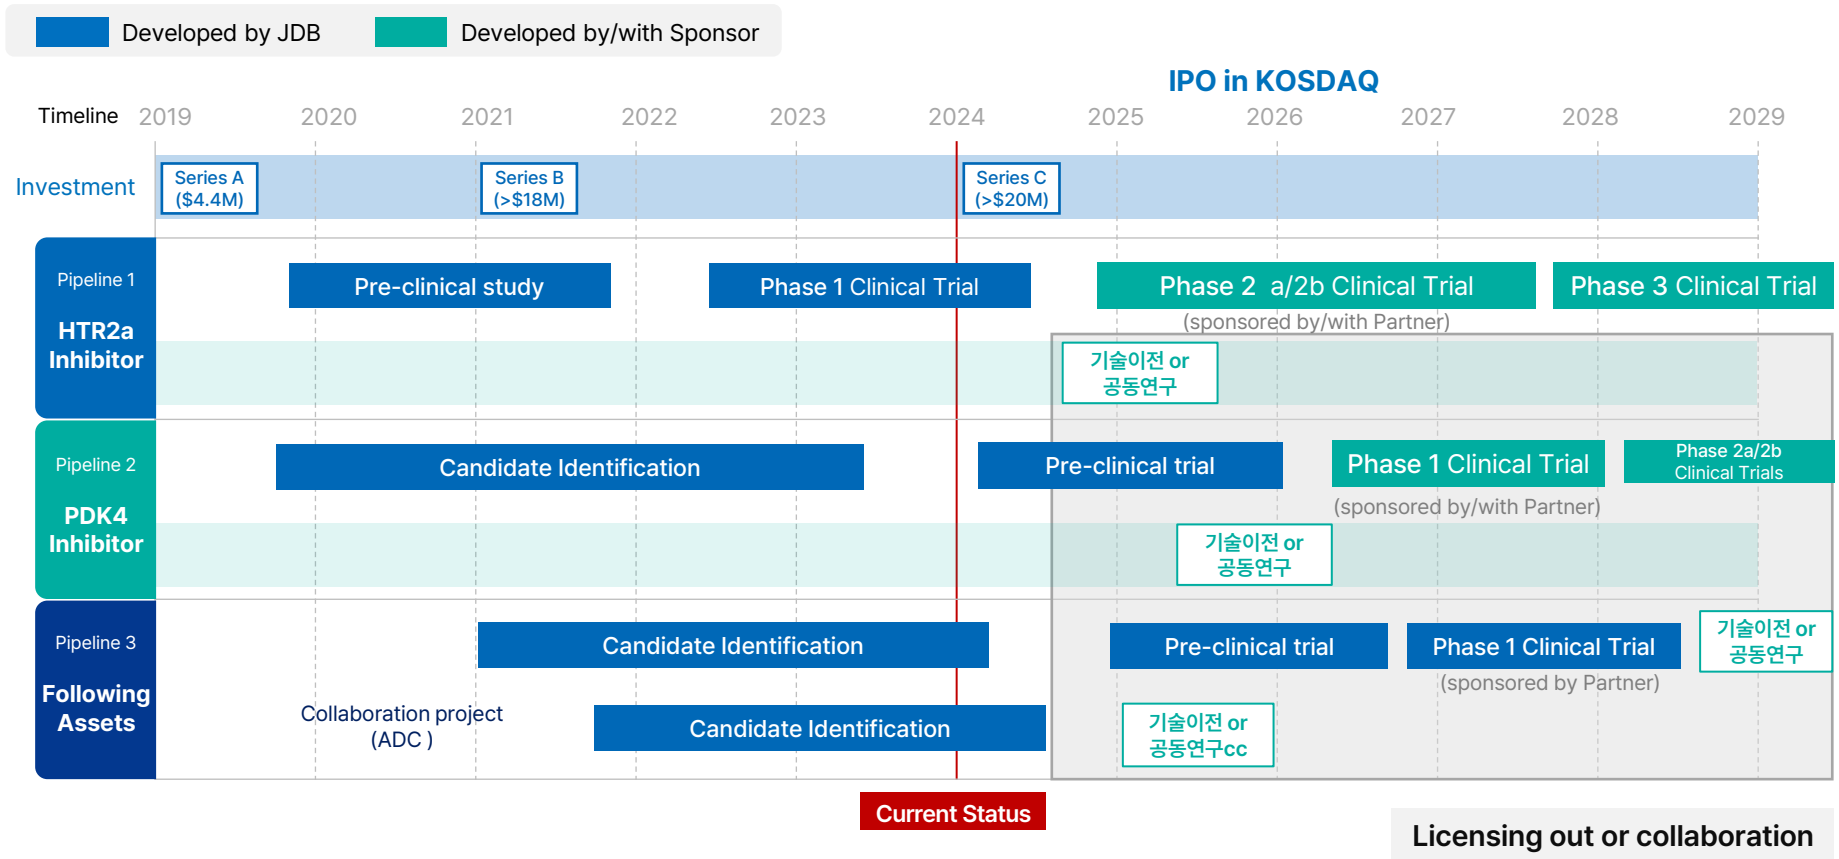 Developed by JDB
Developed by/with Sponsor
IPO in KOSDAQ
Timeline 2019 2020 2021 2022 2023 2024 2025 2026 2027 2028 2029
Investment
Series A
($4.4M)
Series B
(>$18M)
Series C
(>$20M)
Pipeline 1
HTR2a
Inhibitor
Pre-clinical study
Phase 1 Clinical Trial
Phase 2 a/2b Clinical Trial
(sponsored by/with Partner)
Phase 3 Clinical Trial
기술이전 or
공동연구
Pipeline 2
PDK4
Inhibitor
Candidate Identification
Pre-clinical trial
Phase 1 Clinical Trial
(sponsored by/with Partner)
Phase 2a/2b
Clinical Trials
기술이전 or
공동연구
Pipeline 3
Following
Assets
Candidate Identification
Pre-clinical trial
Phase 1 Clinical Trial
(sponsored by Partner)
기술이전 or
공동연구
Collaboration project
(ADC )
Candidate Identification
기술이전 or
공동연구cc
Current Status
Licensing out or collaboration